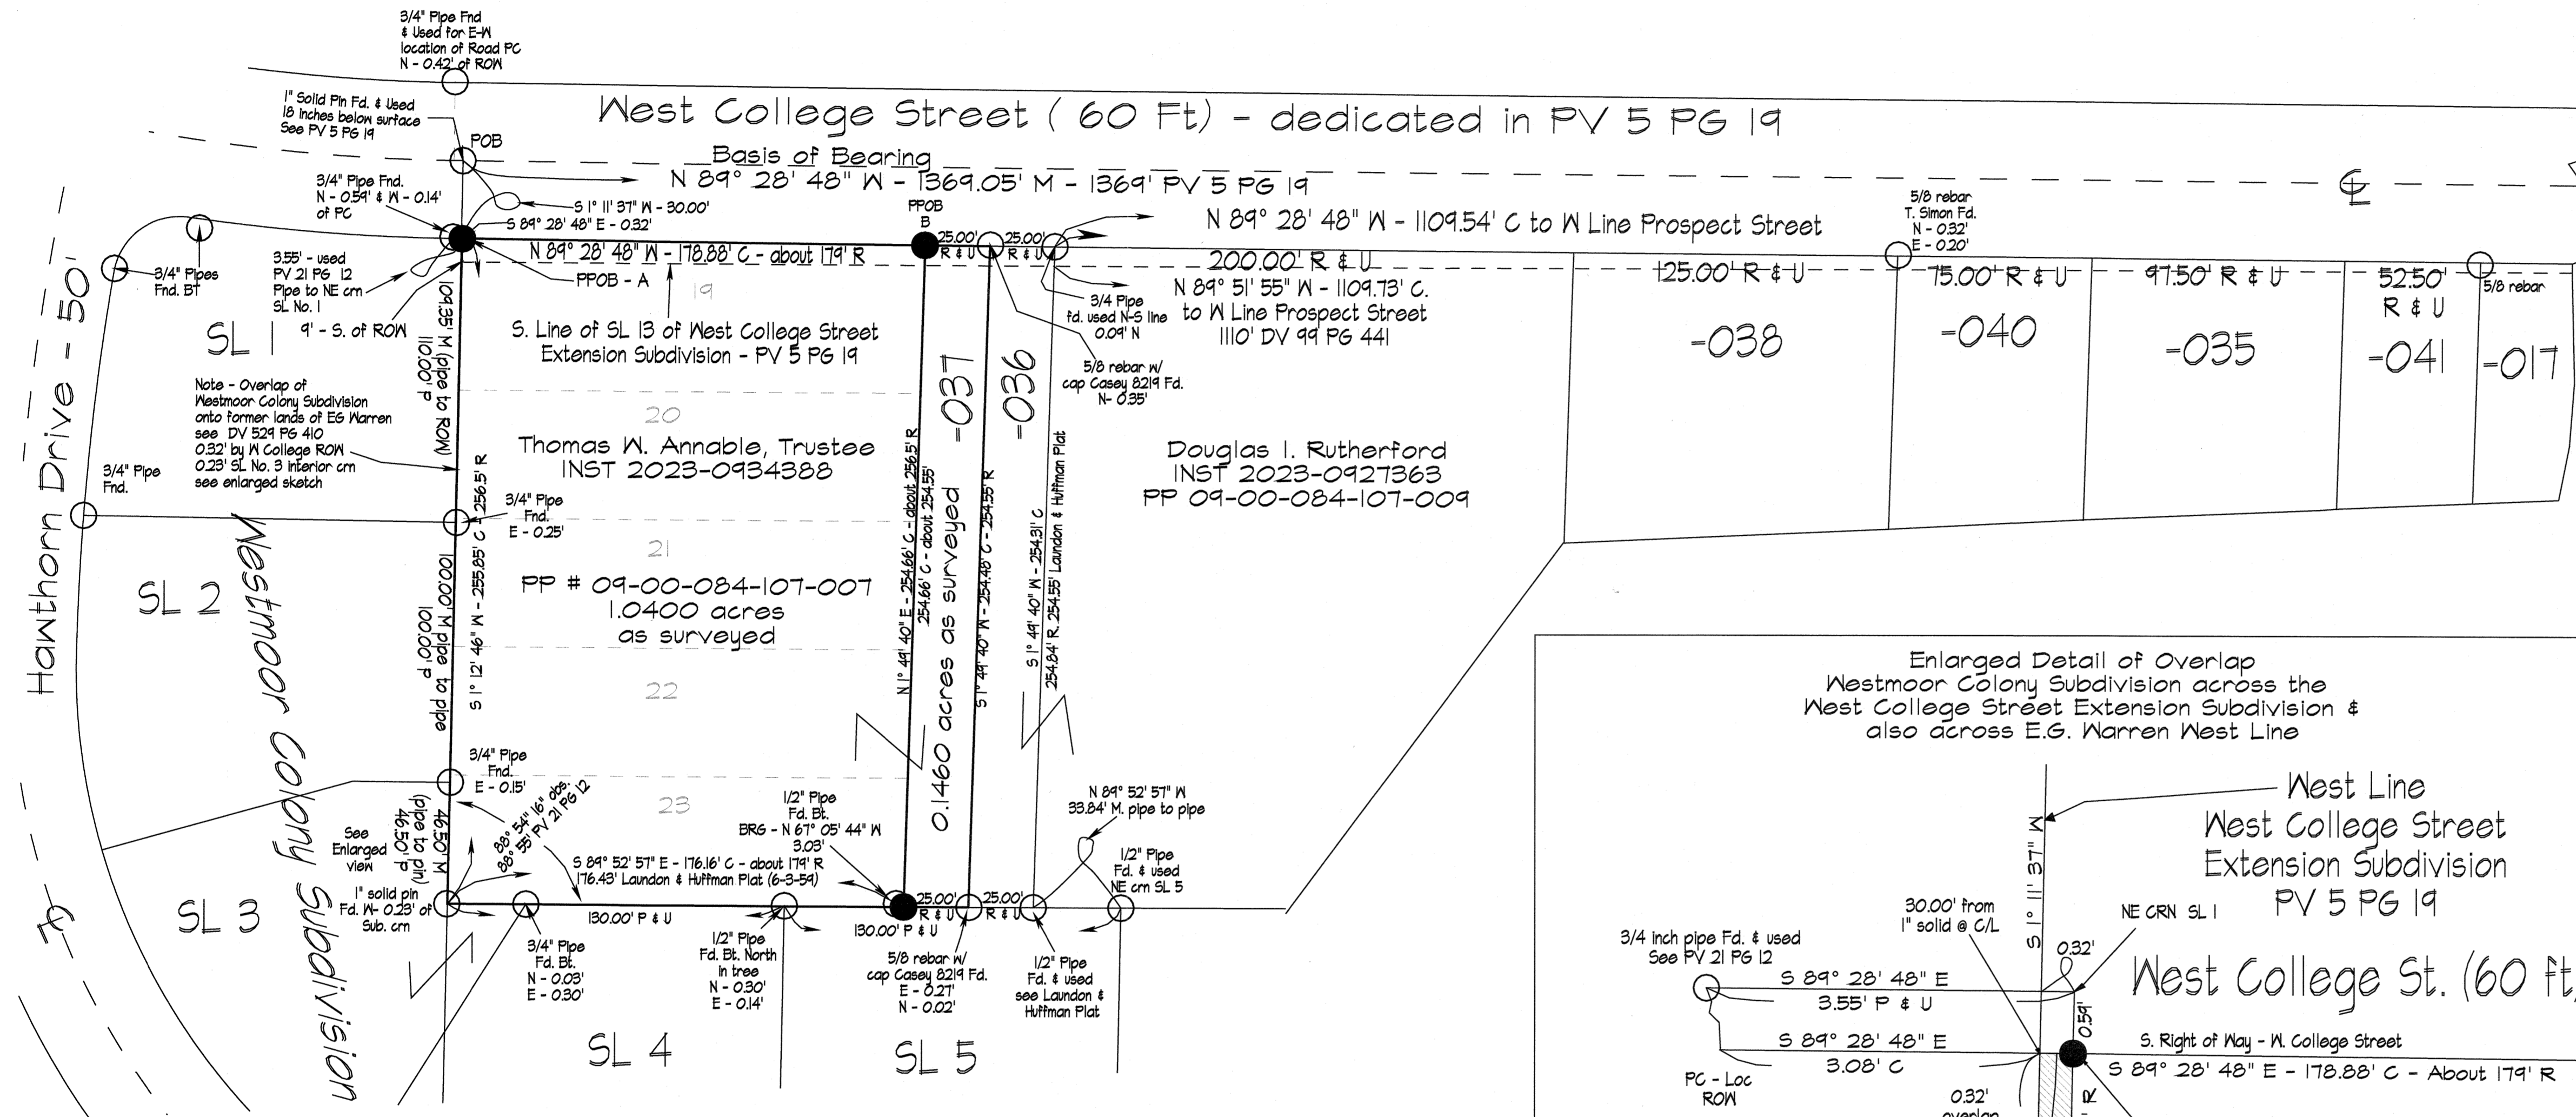 3/4" Pipe Fnd
& Used for E-W
location of Road PC
N - 0.42' of ROW
1" Solid Pin Fd. & Used
18 inches below surface
See PV 5 PG 19
POB
West College Street ( 60 Ft) - dedicated in PV 5 PG 19
Basis of Bearing
N 89° 28' 48" W - 1369.05' M - 1369' PV 5 PG 19
3/4" Pipe Fnd.
N - 0.59' & W - 0.14'
of PC
S 1° 11' 37" W - 30.00'
S 89° 28' 48" E - 0.32'
PPOB
B
N 89° 28' 48" W - 1109.54' C to W Line Prospect Street
5/8 rebar
T. Simon Fd.
N - 0.32'
E - 0.20'
N 89° 28' 48" W - 178.88' C - about 179' R
25.00'
R & U
25.00'
R & U
200.00' R & U
125.00' R & U
75.00' R & U
97.50' R & U
52.50'
R & U
5/8 rebar
3/4" Pipes
Fnd. BT
3.55' - used
PV 21 PG 12
Pipe to NE crn
SL No. 1
9' - S. of ROW
PPOB - A
19
N 89° 51' 55" W - 1109.73' C.
to W Line Prospect Street
1110' DV 99 PG 441
3/4 Pipe
fd. used N-S line
0.09' N
5/8 rebar w/
cap Casey 8219 Fd.
N- 0.35'
-038
-040
-035
-041
-017
Hawthorn Drive - 50'
SL 1
S. Line of SL 13 of West College Street
Extension Subdivision - PV 5 PG 19
109.35' M (pipe to ROW)
110.00' P
-037
-036
Note - Overlap of
Westmoor Colony Subdivision
onto former lands of EG Warren
see DV 529 PG 410
0.32' by W College ROW
0.23' SL No. 3 interior crn
see enlarged sketch
20
Thomas W. Annable, Trustee
INST 2023-0934388
Douglas I. Rutherford
INST 2023-0927363
PP 09-00-084-107-009
3/4" Pipe
Fnd.
3/4" Pipe
Fnd.
E - 0.25'
S 1° 12' 46" W - 255.85' C - 256.5' R
N 1° 49' 40" E - 254.66' C - about 256.5' R
254.66' C - about 254.55'
0.1460 acres as surveyed
S 1° 49' 40" W - 254.48' C - 254.55' R
S 1° 49' 40" W - 254.31' C
254.84' R. 254.55' Laundon & Huffman Plat
21
PP # 09-00-084-107-007
1.0400 acres
as surveyed
SL 2
Westmoor Colony Subdivision
100.00' M pipe to pipe
100.00' P
22
3/4" Pipe
Fnd.
E - 0.15'
23
88° 54' 16" obs.
88° 55' PV 21 PG 12
46.50' M
(pipe to pin)
46.50' P
See
Enlarged
view
1/2" Pipe
Fd. Bt.
BRG - N 67° 05' 44" W
3.03'
N 89° 52' 57" W
33.84' M. pipe to pipe
S 89° 52' 57" E - 176.16' C - about 179' R
176.43' Laundon & Huffman Plat (6-3-59)
1/2" Pipe
Fd. & used
NE crn SL 5
1" solid pin
Fd. W- 0.23' of
Sub. crn
SL 3
130.00' P & U
25.00'
R & U
25.00'
R & U
130.00' P & U
3/4" Pipe
Fd. Bt.
N - 0.03'
E - 0.30'
1/2" Pipe
Fd. Bt. North
in tree
N - 0.30'
E - 0.14'
5/8 rebar w/
cap Casey 8219 Fd.
E - 0.27'
N - 0.02'
1/2" Pipe
Fd. & used
see Laundon &
Huffman Plat
SL 4
SL 5
Enlarged Detail of Overlap
Westmoor Colony Subdivision across the
West College Street Extension Subdivision &
also across E.G. Warren West Line
S 1° 11' 37" M
West Line
West College Street
Extension Subdivision
PV 5 PG 19
30.00' from
1" solid @ C/L
NE CRN SL 1
3/4 inch pipe Fd. & used
See PV 21 PG 12
0.32'
West College St. (60 ft
S 89° 28' 48" E
3.55' P & U
0.59'
S 89° 28' 48" E
3.08' C
S. Right of Way - W. College Street
S 89° 28' 48" E - 178.88' C - About 179' R
PC - Loc
ROW
0.32'
overlap
R